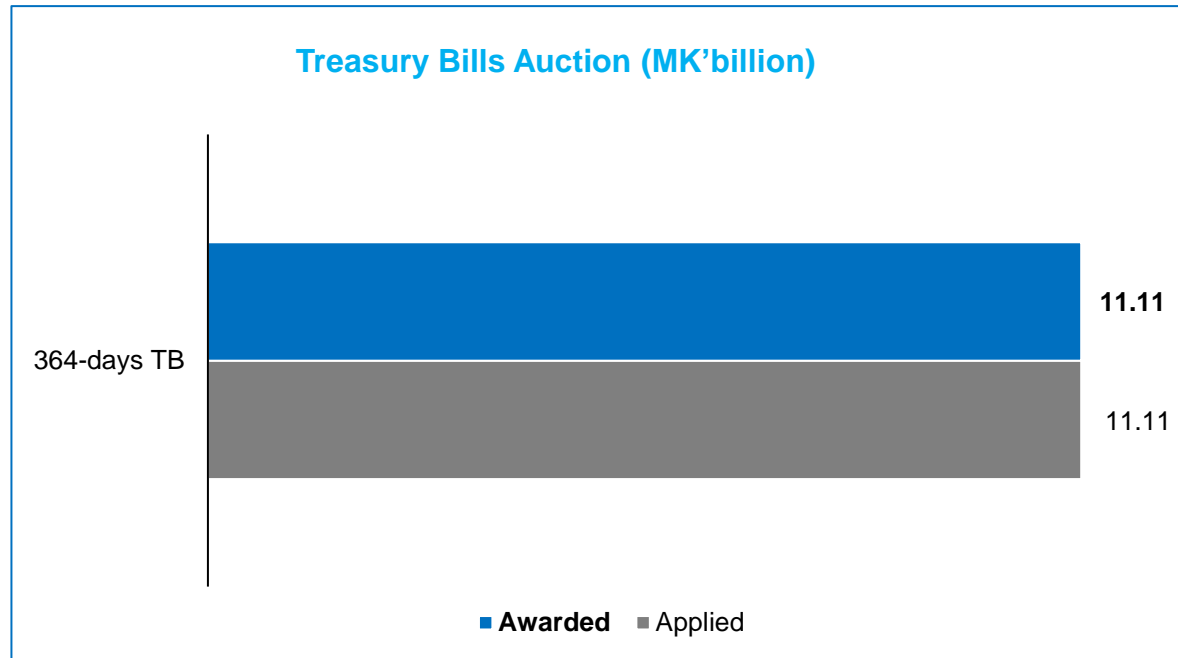 Treasury Bills Auction (MK’billion)
11.11
364-days TB
11.11
Awarded Applied